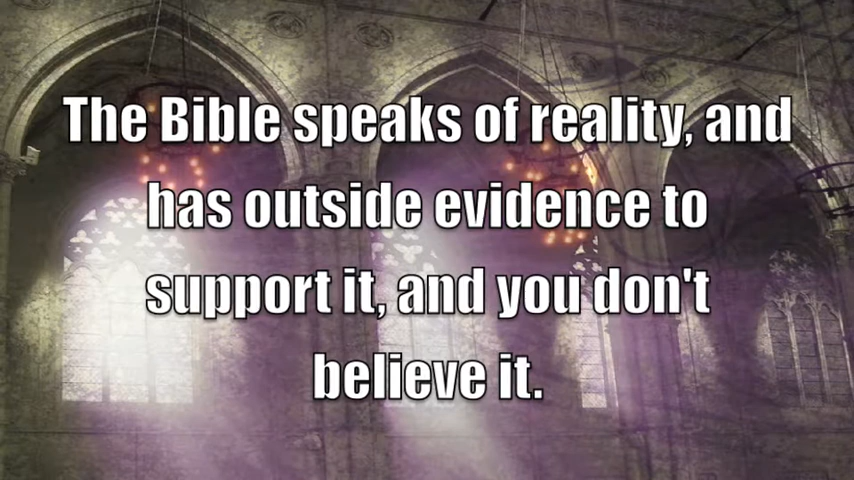 The Bible speaks of reality, and
has outside evidence to
support it, and you don't
believe it.